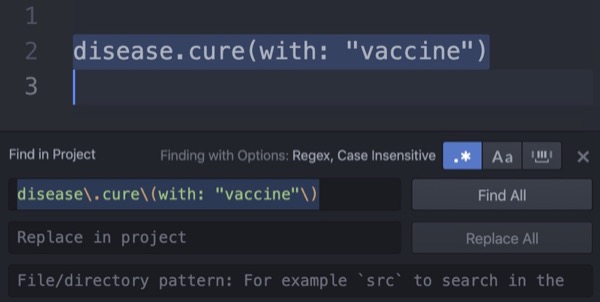 1
2 disease.cure(with: "vaccine")
3
Find in Project Finding with Options: Regex, Case Insensitive .* Aa
disease\.cure\(with: "vaccine"\) Find All
Replace in project Replace All
File/directory pattern: For example `src` to search in the